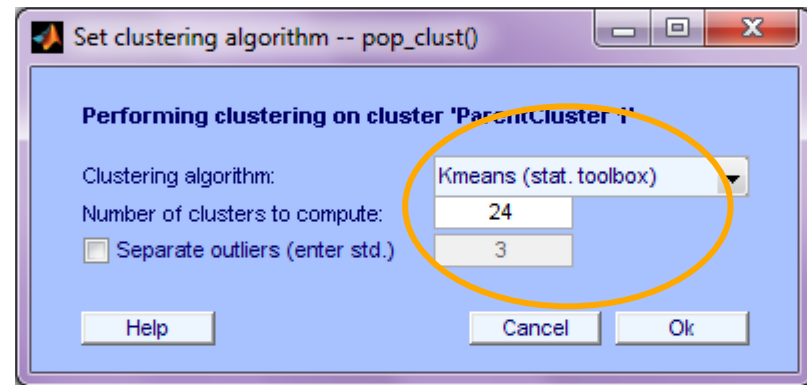 Set clustering algorithm -- pop_clust()
Performing clustering on cluster 'ParentCluster 1'
Clustering algorithm: Kmeans (stat. toolbox)
Number of clusters to compute: 24
Separate outliers (enter std.) 3
Help Cancel Ok